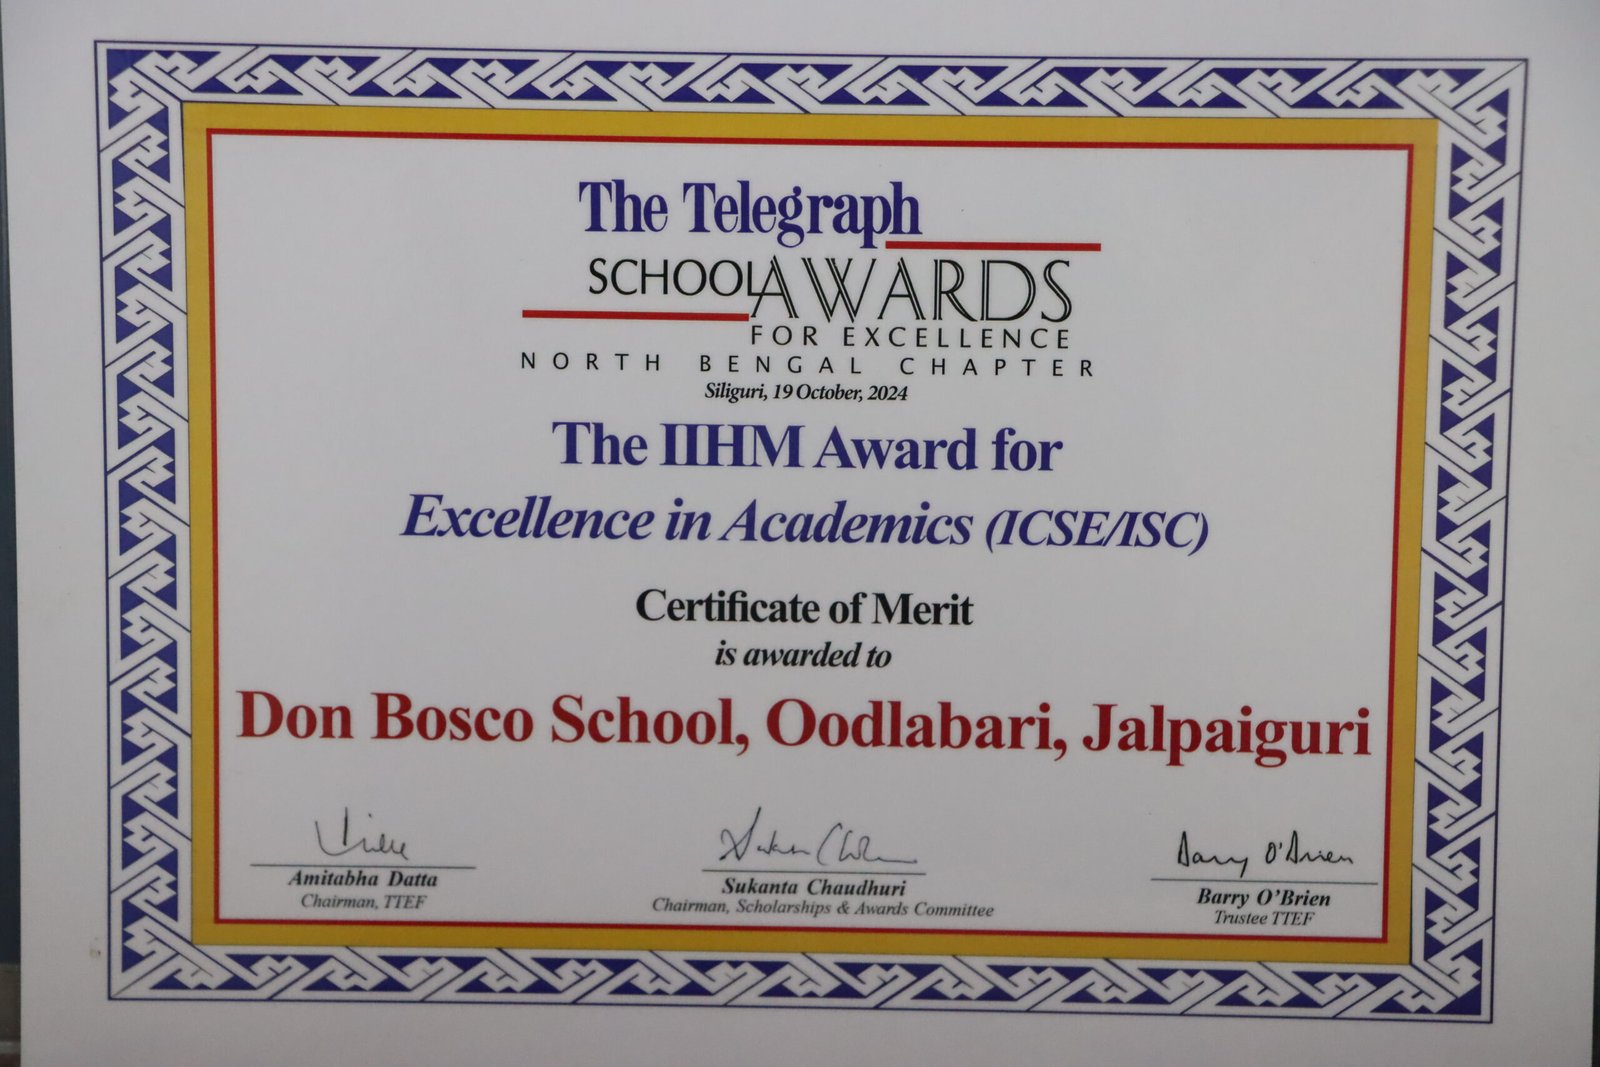 The Telegraph
SCHOOL AWARDS
FOR EXCELLENCE
NORTH BENGAL CHAPTER
Siliguri, 19 October, 2024
The IIHM Award for
Excellence in Academics (ICSE/ISC)
Certificate of Merit
is awarded to
Don Bosco School, Oodlabari, Jalpaiguri
Barry O'Brien
Amitabha Datta
Chairman, TTEF
Sukanta Chaudhuri
Chairman, Scholarships & Awards Committee
Barry O'Brien
Trustee TTEF